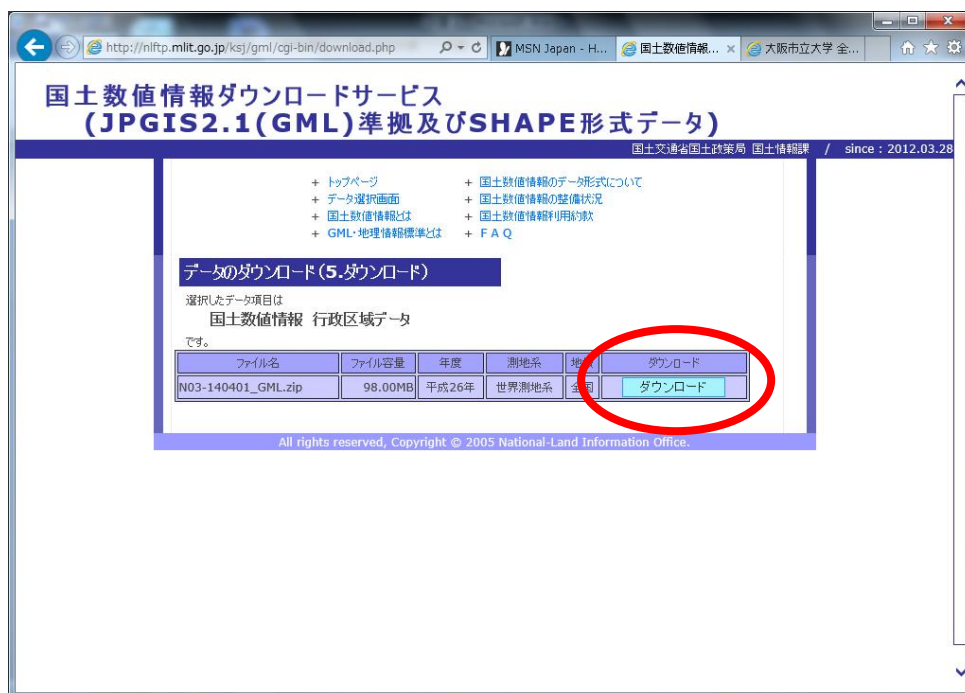 http://nlftp.mlit.go.jp/ksj/gml/cgi-bin/download.php
MSN Japan - H...
国土数値情報...
大阪市立大学 全...
国土数値情報ダウンロードサービス
(JPGIS2.1(GML)準拠及びSHAPE形式データ)
国土交通省国土政策局 国土情報課 / since : 2012.03.28
+ トップページ + 国土数値情報のデータ形式について
+ データ選択画面 + 国土数値情報の整備状況
+ 国土数値情報とは + 国土数値情報利用約款
+ GML・地理情報標準とは + F A Q
データのダウンロード(5.ダウンロード)
選択したデータ項目は
国土数値情報 行政区域データ
です。
ファイル名 ファイル容量 年度 測地系 ダウンロード
N03-140401_GML.zip 98.00MB 平成26年 世界測地系 全国 ダウンロード
All rights reserved, Copyright © 2005 National-Land Information Office.